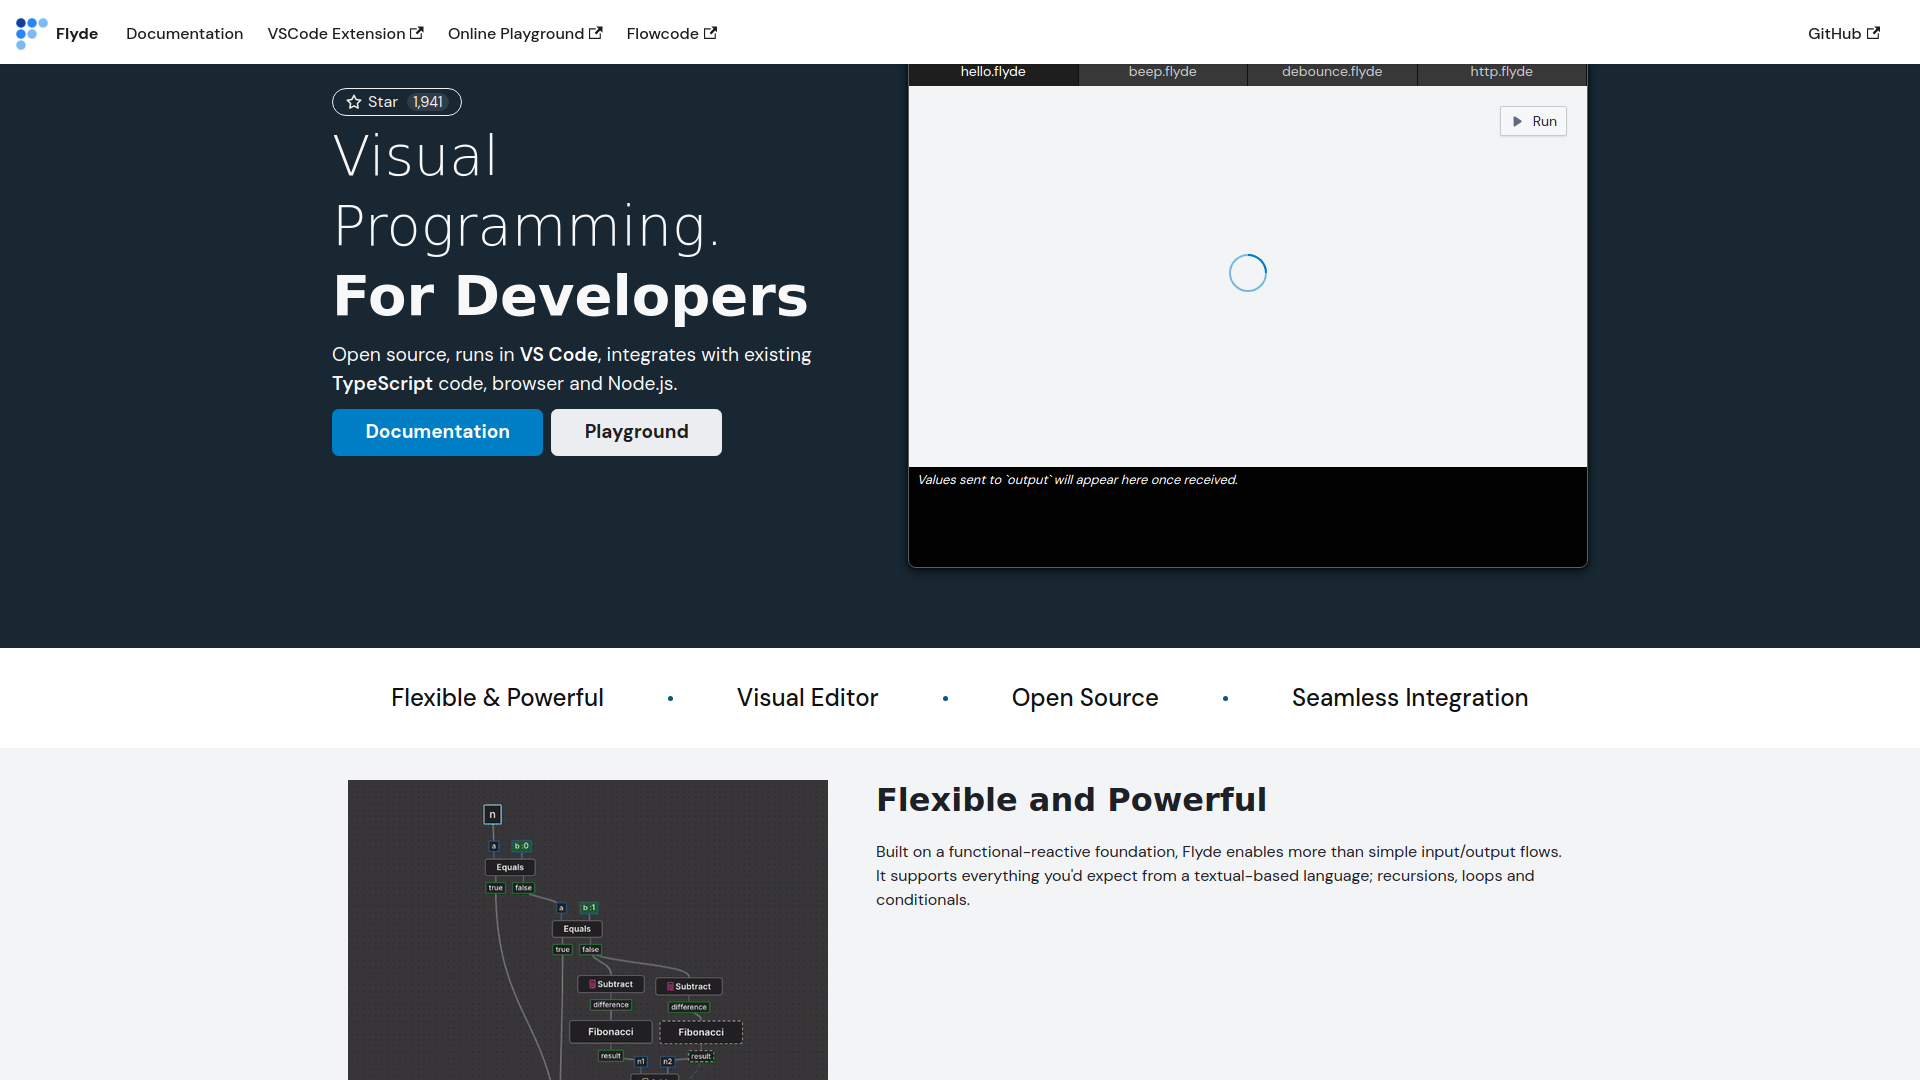 Flyde Documentation VSCode Extension Online Playground Flowcode GitHub
Star 1,941
Visual
Programming.
For Developers
Open source, runs in VS Code, integrates with existing
TypeScript code, browser and Node.js.
Documentation Playground
hello.flyde beep.flyde debounce.flyde http.flyde
Run
Values sent to `output` will appear here once received.
Flexible & Powerful • Visual Editor • Open Source • Seamless Integration
n
a b :0
Equals
true false
a b :1
Equals
true false
Subtract Subtract
difference difference
Fibonacci Fibonacci
result n1 n2 result
Flexible and Powerful
Built on a functional-reactive foundation, Flyde enables more than simple input/output flows.
It supports everything you'd expect from a textual-based language; recursions, loops and
conditionals.